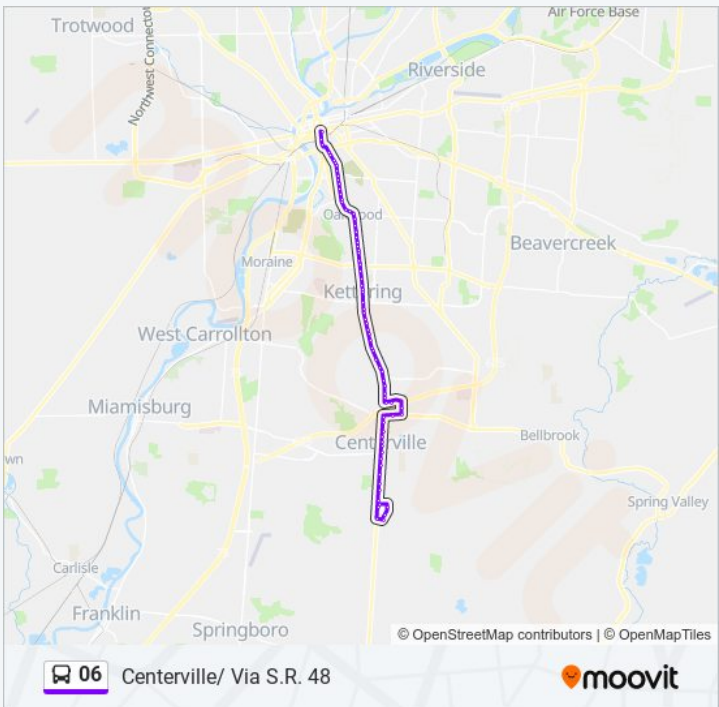 Trotwood
Air Force Base
Northwest Connector
Riverside
Oakwood
Beavercreek
Moraine
Kettering
West Carrollton
Miamisburg
Centerville
Bellbrook
wn
Spring Valley
Carlisle
Franklin
Springboro
© OpenStreetMap contributors | © OpenMapTiles
06 Centerville/ Via S.R. 48
moovit